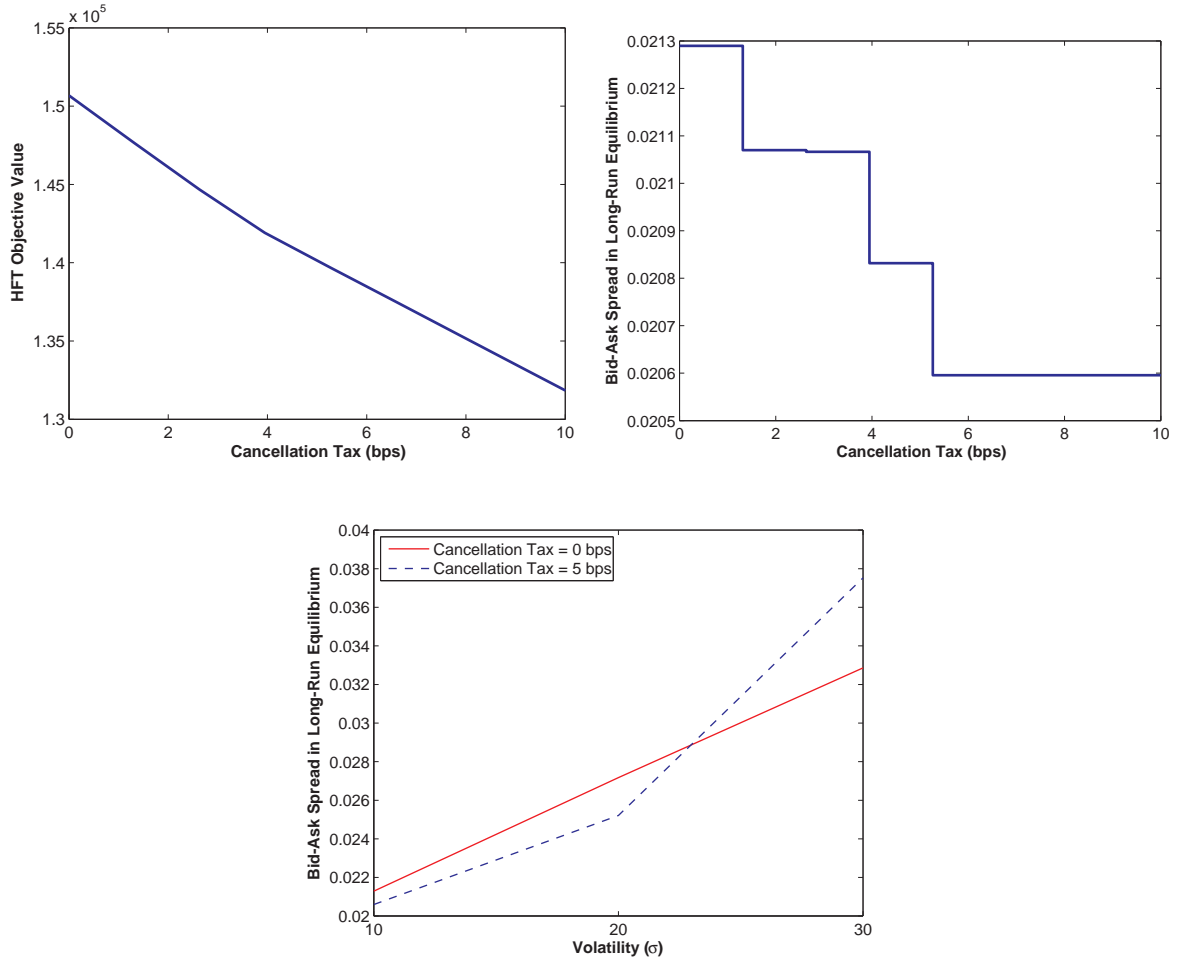 x 10^5
1.55
1.5
1.45
1.4
1.35
1.3
HFT Objective Value
0 2 4 6 8 10
Cancellation Tax (bps)
0.0213
0.0212
0.0211
0.021
0.0209
0.0208
0.0207
0.0206
0.0205
Bid-Ask Spread in Long-Run Equilibrium
0 2 4 6 8 10
Cancellation Tax (bps)
0.04
0.038
0.036
0.034
0.032
0.03
0.028
0.026
0.024
0.022
0.02
Bid-Ask Spread in Long-Run Equilibrium
Cancellation Tax = 0 bps
Cancellation Tax = 5 bps
10 20 30
Volatility (σ)